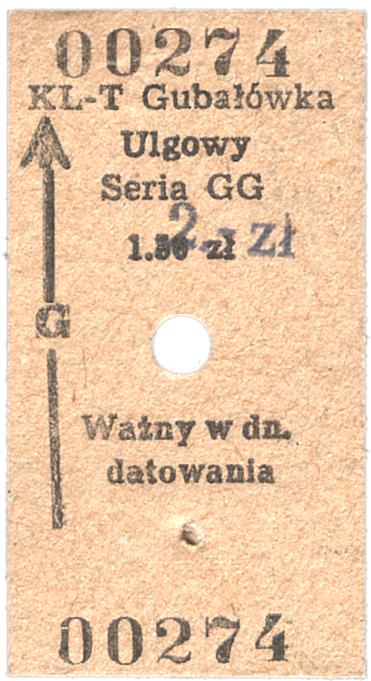 00274
KL-T Gubałówka
Ulgowy
Seria GG
2.- zł
1.50 zł
G
Ważny w dn.
datowania
00274